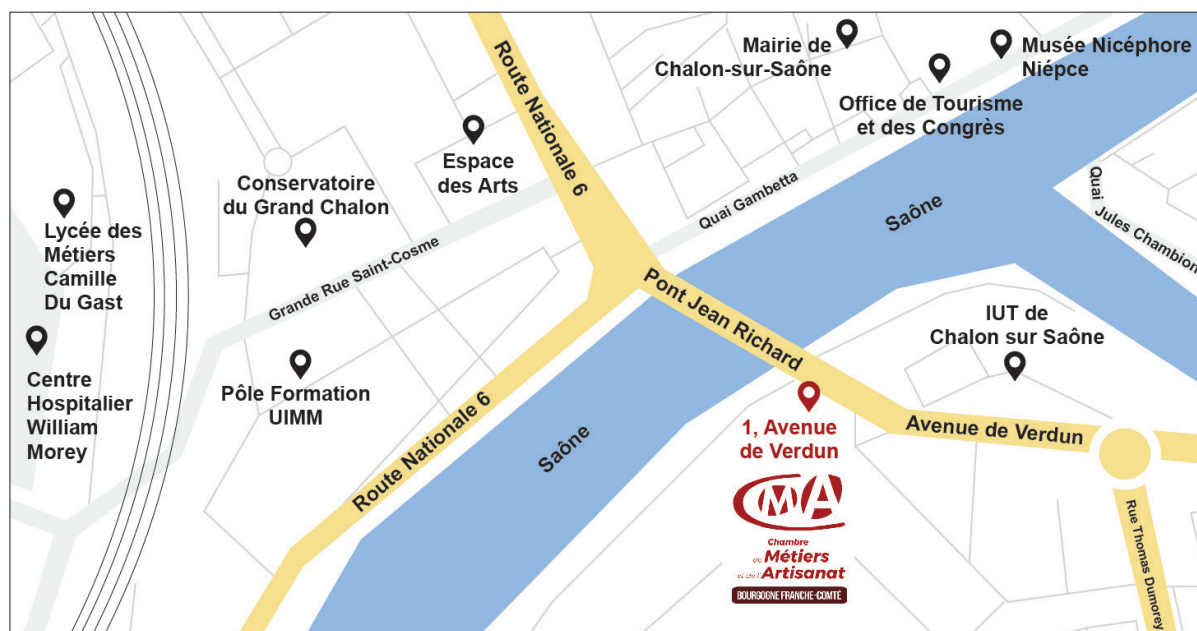 Route Nationale 6
Mairie de
Chalon-sur-Saône
Musée Nicéphore
Niépce
Office de Tourisme
et des Congrès
Espace
des Arts
Conservatoire
du Grand Chalon
Lycée des
Métiers
Camille
Du Gast
Quai Gambetta
Saône
Quai
Jules Chambion
Grande Rue Saint-Cosme
Pont Jean Richard
IUT de
Chalon sur Saône
Centre
Hospitalier
William
Morey
Pôle Formation
UIMM
Route Nationale 6
Saône
1, Avenue
de Verdun
Avenue de Verdun
CMA
Chambre
de Métiers
et de l'Artisanat
BOURGOGNE FRANCHE-COMTÉ
Rue Thomas Dumorey